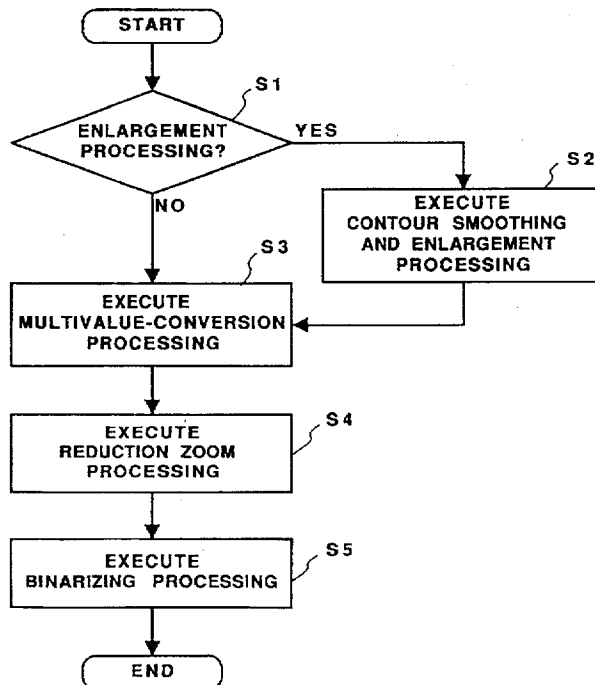 START
S1
ENLARGEMENT
PROCESSING?
YES
NO
S2
EXECUTE
CONTOUR SMOOTHING
AND ENLARGEMENT
PROCESSING
S3
EXECUTE
MULTIVALUE-CONVERSION
PROCESSING
S4
EXECUTE
REDUCTION ZOOM
PROCESSING
S5
EXECUTE
BINARIZING PROCESSING
END